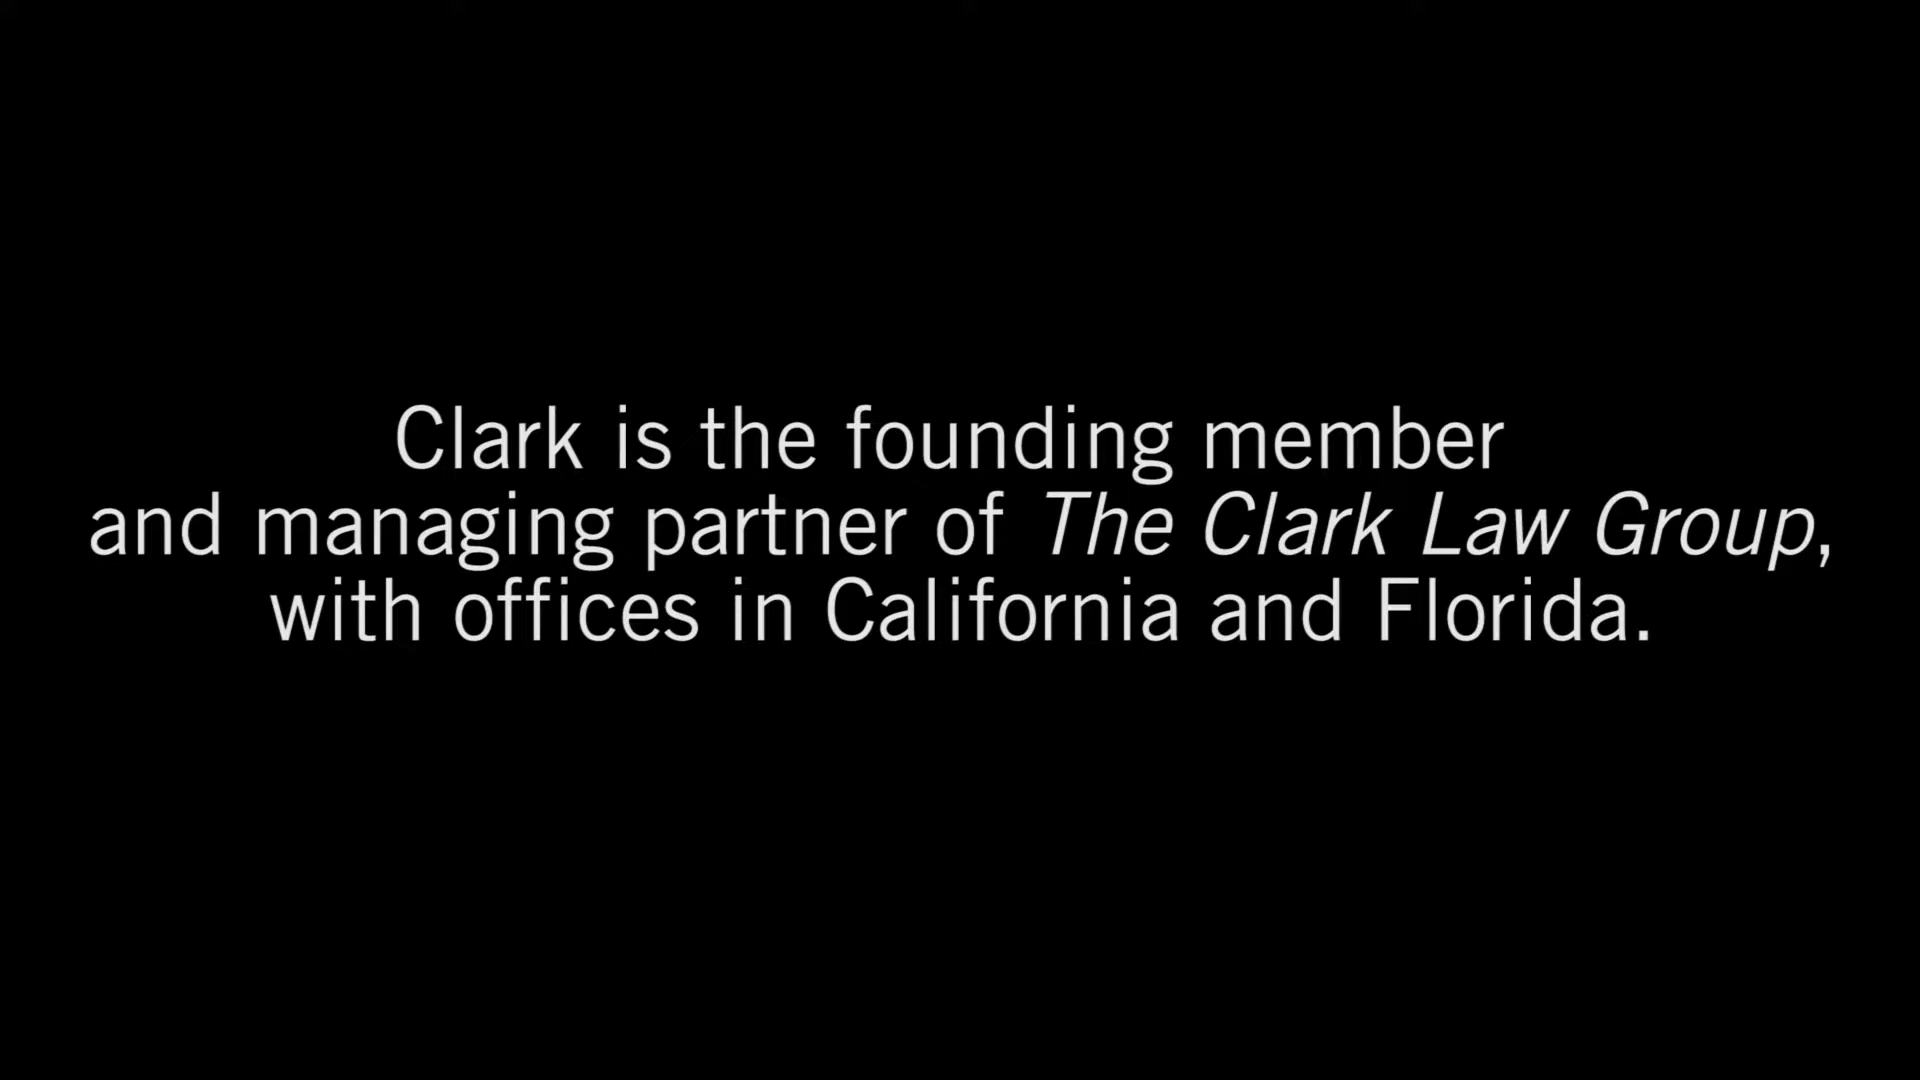 Clark is the founding member
and managing partner of The Clark Law Group,
with offices in California and Florida.